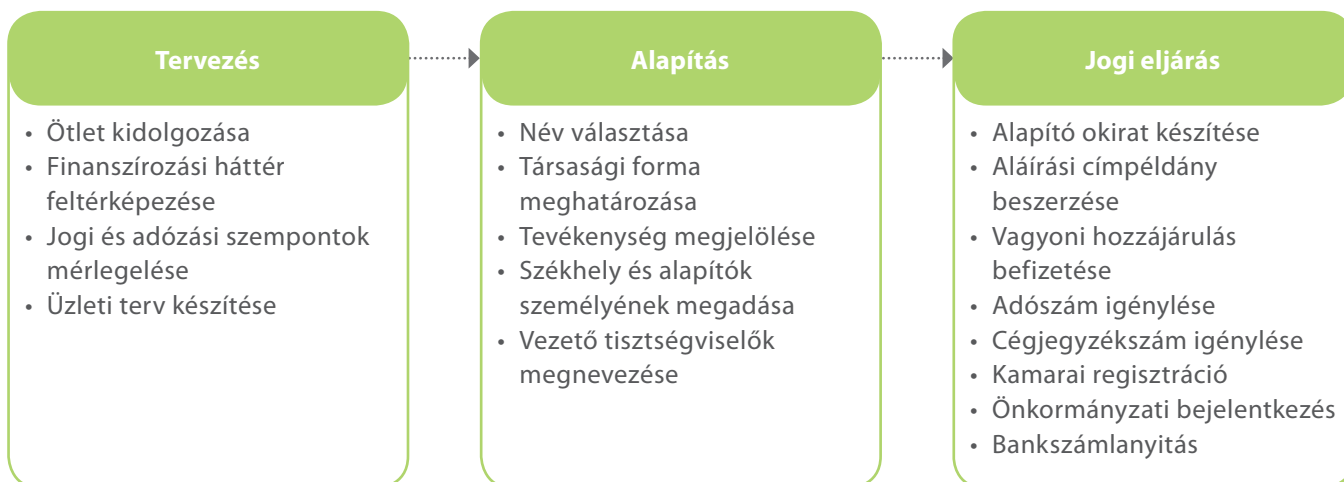 Tervezés
• Ötlet kidolgozása
• Finanszírozási háttér
feltérképezése
• Jogi és adózási szempontok
mérlegelése
• Üzleti terv készítése
Alapítás
• Név választása
• Társasági forma
meghatározása
• Tevékenység megjelölése
• Székhely és alapítók
személyének megadása
• Vezető tisztségviselők
megnevezése
Jogi eljárás
• Alapító okirat készítése
• Aláírási címpéldány
beszerzése
• Vagyoni hozzájárulás
befizetése
• Adószám igénylése
• Cégjegyzékszám igénylése
• Kamarai regisztráció
• Önkormányzati bejelentkezés
• Bankszámlanyitás